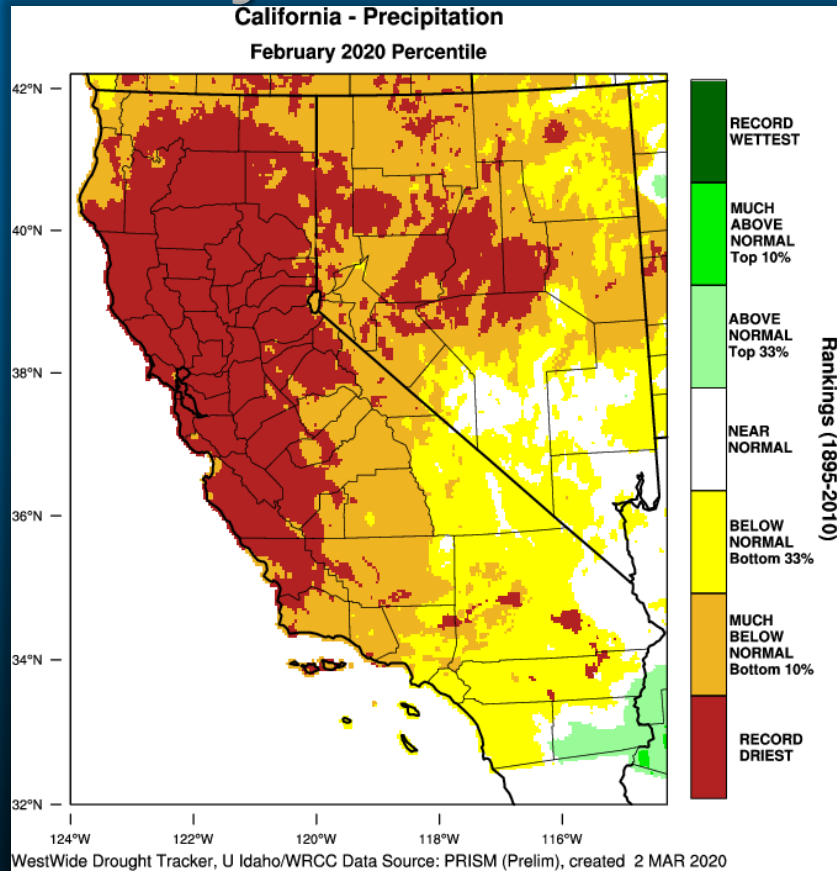 California - Precipitation
February 2020 Percentile
42°N
40°N
38°N
36°N
34°N
32°N
124°W
122°W
120°W
118°W
116°W
RECORD
WETTEST
MUCH
ABOVE
NORMAL
Top 10%
ABOVE
NORMAL
Top 33%
NEAR
NORMAL
BELOW
NORMAL
Bottom 33%
MUCH
BELOW
NORMAL
Bottom 10%
RECORD
DRIEST
Rankings (1895-2010)
WestWide Drought Tracker, U Idaho/WRCC Data Source: PRISM (Prelim), created 2 MAR 2020